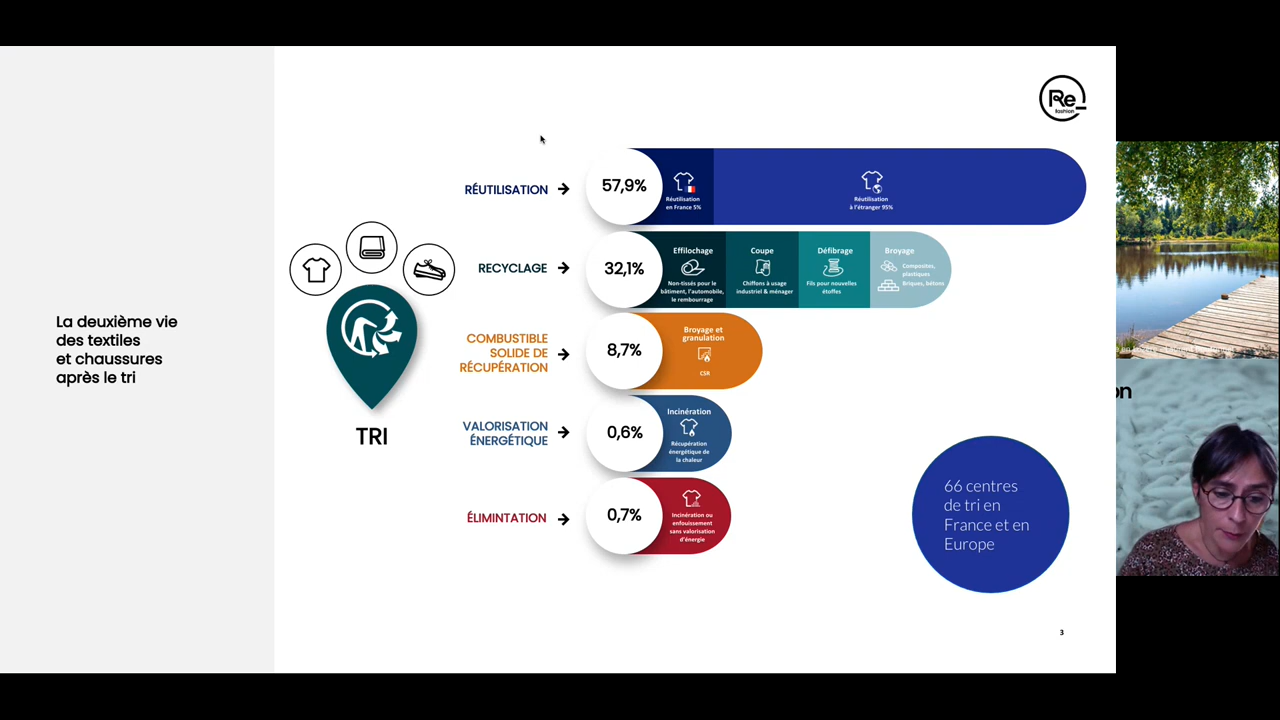 Re_
fashion
La deuxième vie
des textiles
et chaussures
après le tri
TRI
RÉUTILISATION
57,9%
Réutilisation
en France 5%
Réutilisation
à l'étranger 95%
RECYCLAGE
32,1%
Effilochage
Non-tissés pour le
bâtiment, l'automobile,
le rembourrage
Coupe
Chiffons à usage
industriel & ménager
Défibrage
Fils pour nouvelles
étoffes
Broyage
Composites,
plastiques
Briques, bétons
COMBUSTIBLE
SOLIDE DE
RÉCUPÉRATION
8,7%
Broyage et
granulation
CSR
VALORISATION
ÉNERGÉTIQUE
0,6%
Incinération
Récupération
énergétique de
la chaleur
ÉLIMINTATION
0,7%
Incinération ou
enfouissement
sans valorisation
d'énergie
66 centres
de tri en
France et en
Europe
3
on